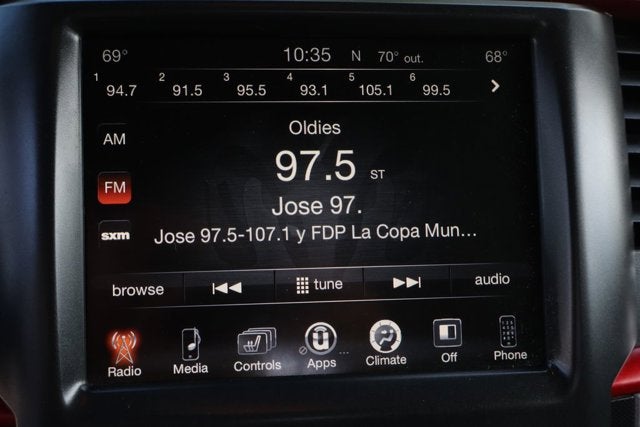 69° 10:35 N 70° out. 68°
1 94.7 2 91.5 3 95.5 4 93.1 5 105.1 6 99.5
Oldies
AM
97.5 ST
FM
Jose 97.
sxm
Jose 97.5-107.1 y FDP La Copa Mun...
browse tune audio
Radio Media Controls Apps Climate Off Phone